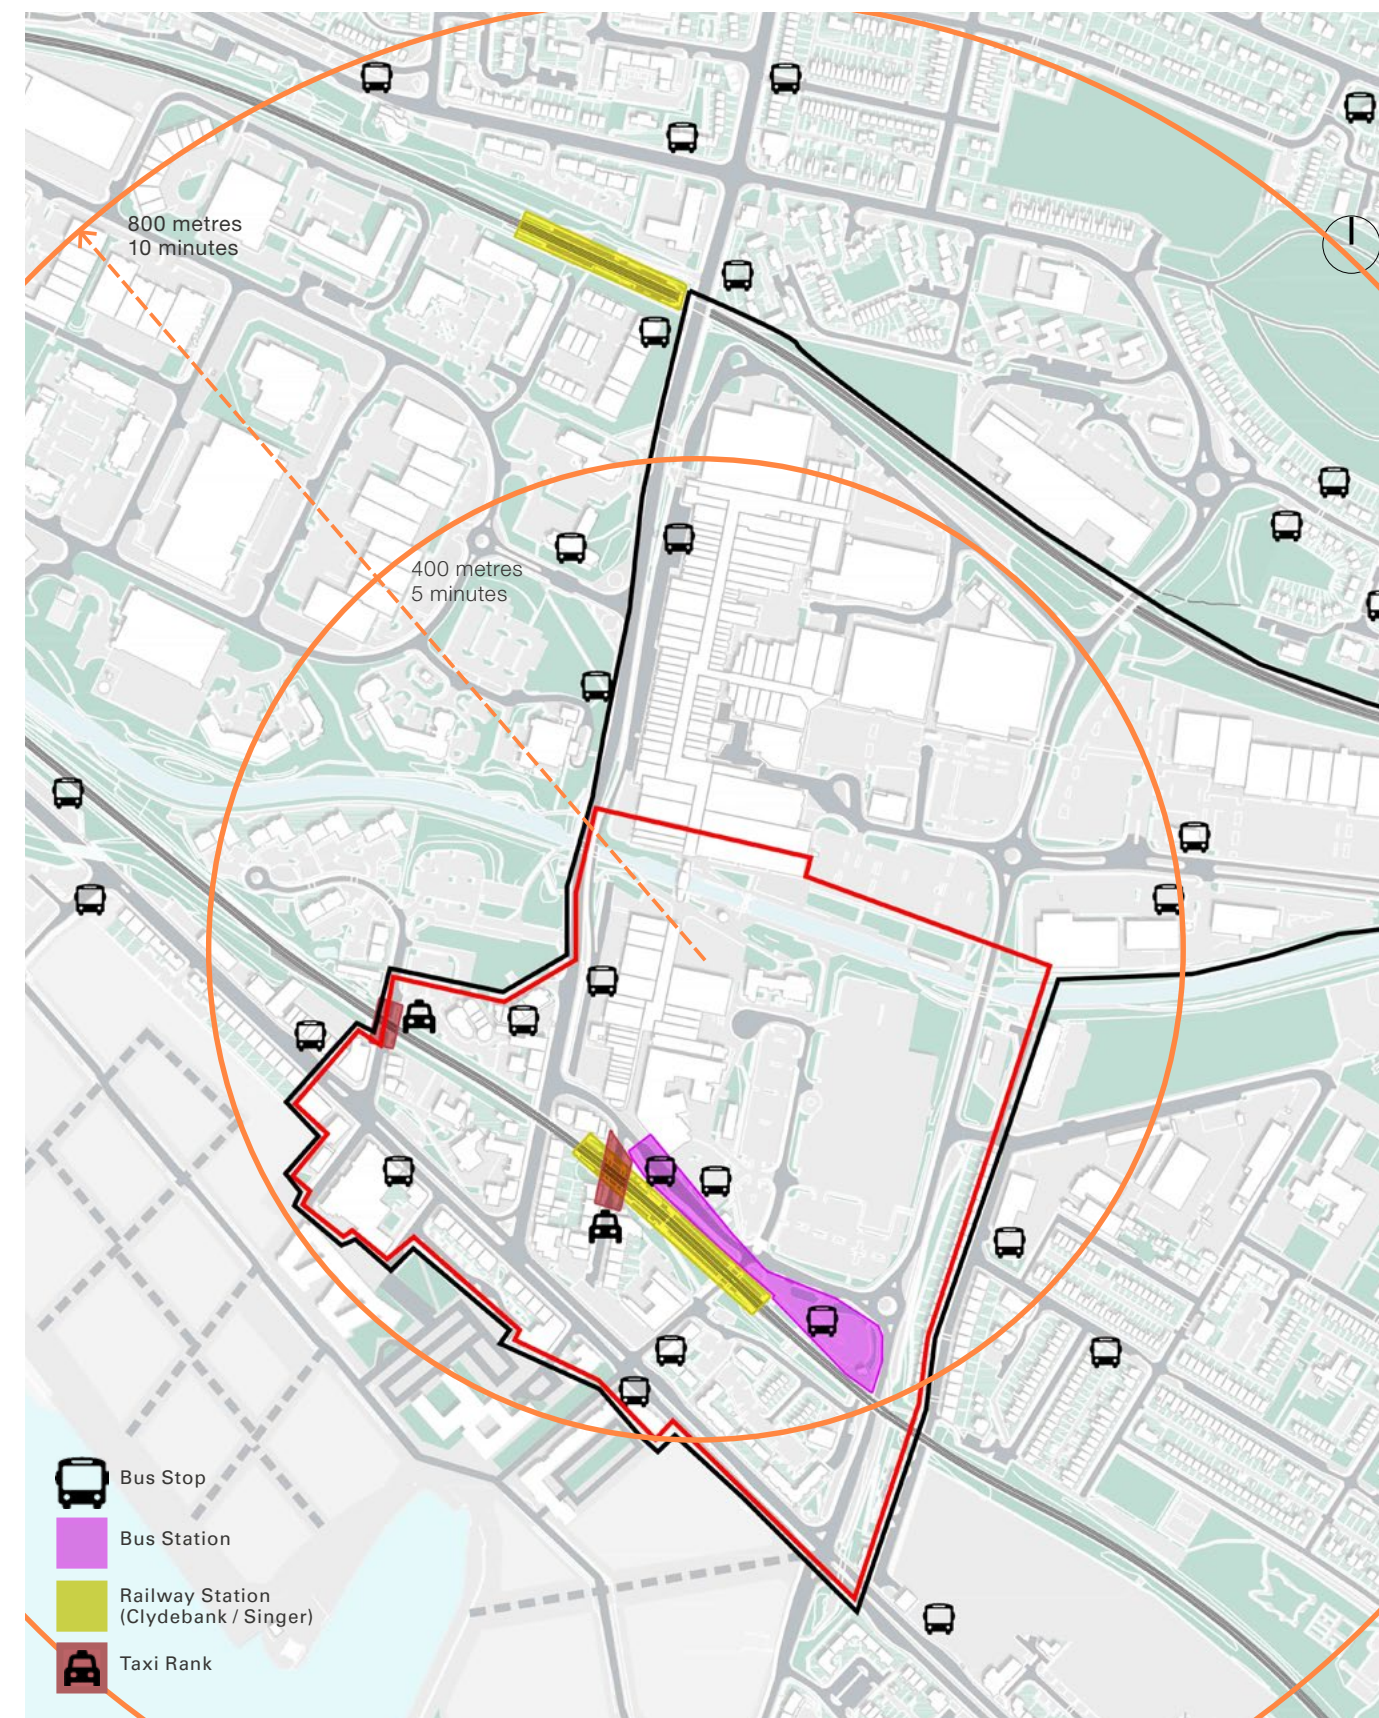 800 metres
10 minutes
400 metres
5 minutes
Bus Stop
Bus Station
Railway Station
(Clydebank / Singer)
Taxi Rank